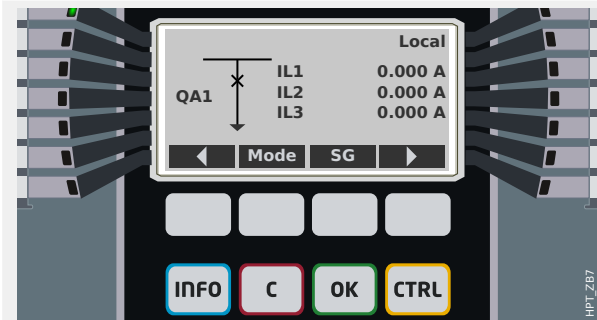 Local
IL1 0.000 A
QA1 IL2 0.000 A
IL3 0.000 A
Mode SG
INFO C OK CTRL
HPT_ZB7